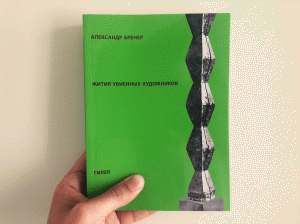 АЛЕКСАНДР БРЕНЕР
ЖИТИЯ УБИЕННЫХ ХУДОЖНИКОВ
ГИЛЕЯ